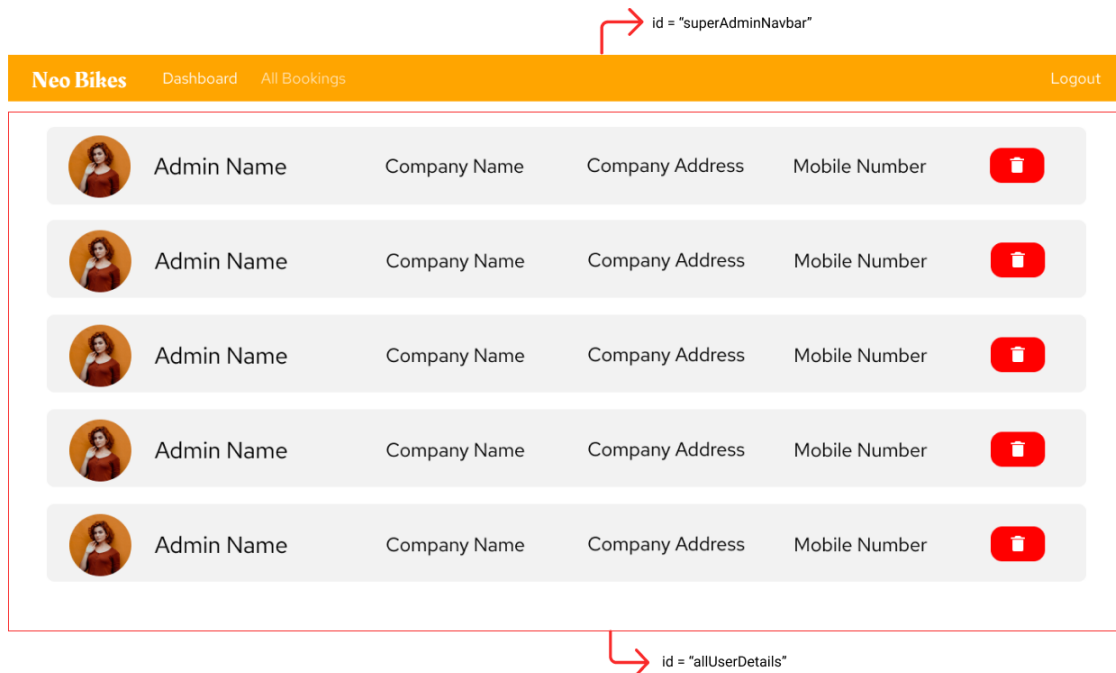 id = “superAdminNavbar”
Neo Bikes Dashboard All Bookings Logout
Admin Name Company Name Company Address Mobile Number
Admin Name Company Name Company Address Mobile Number
Admin Name Company Name Company Address Mobile Number
Admin Name Company Name Company Address Mobile Number
Admin Name Company Name Company Address Mobile Number
id = “allUserDetails”